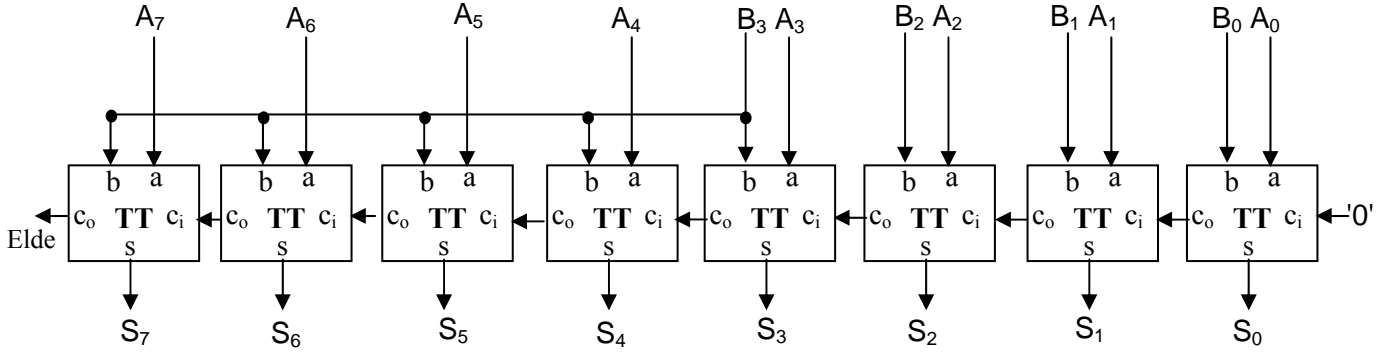 A₇ A₆ A₅ A₄ B₃ A₃ B₂ A₂ B₁ A₁ B₀ A₀
b a b a b a b a b a b a b a b a
cₒ TT cᵢ cₒ TT cᵢ cₒ TT cᵢ cₒ TT cᵢ cₒ TT cᵢ cₒ TT cᵢ cₒ TT cᵢ cₒ TT cᵢ '0'
Elde s s s s s s s s
S₇ S₆ S₅ S₄ S₃ S₂ S₁ S₀